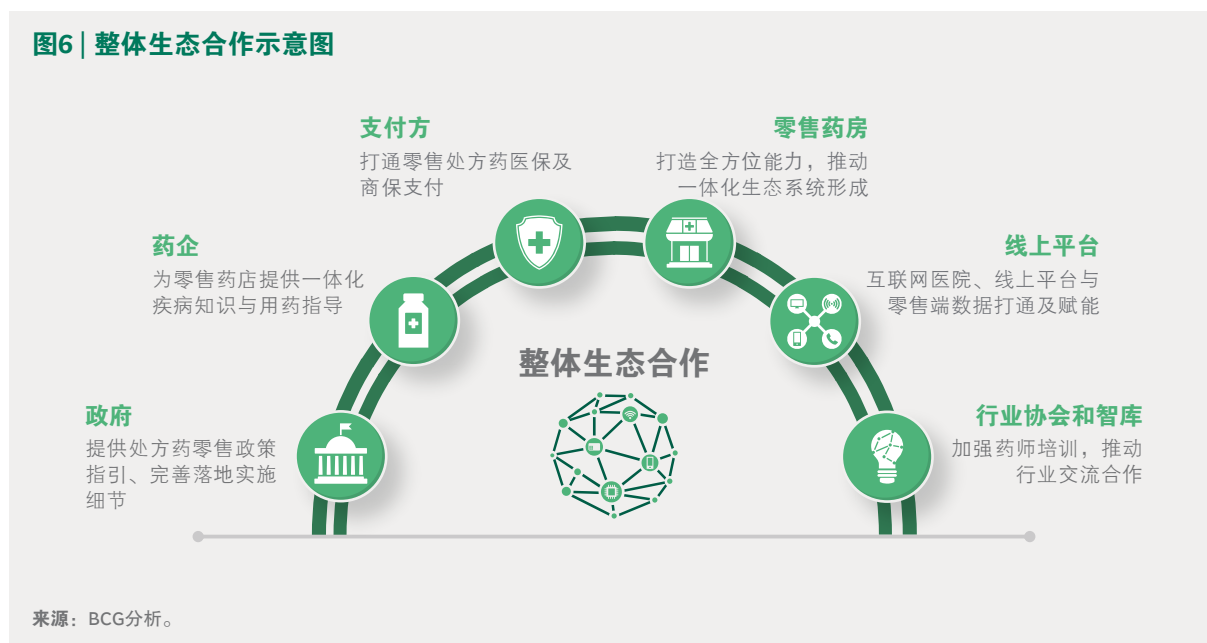 图6 | 整体生态合作示意图
支付方
打通零售处方药医保及
商保支付
零售药房
打造全方位能力，推动
一体化生态系统形成
药企
为零售药店提供一体化
疾病知识与用药指导
线上平台
互联网医院、线上平台与
零售端数据打通及赋能
整体生态合作
政府
提供处方药零售政策
指引、完善落地实施
细节
行业协会和智库
加强药师培训，推动
行业交流合作
来源：BCG分析。